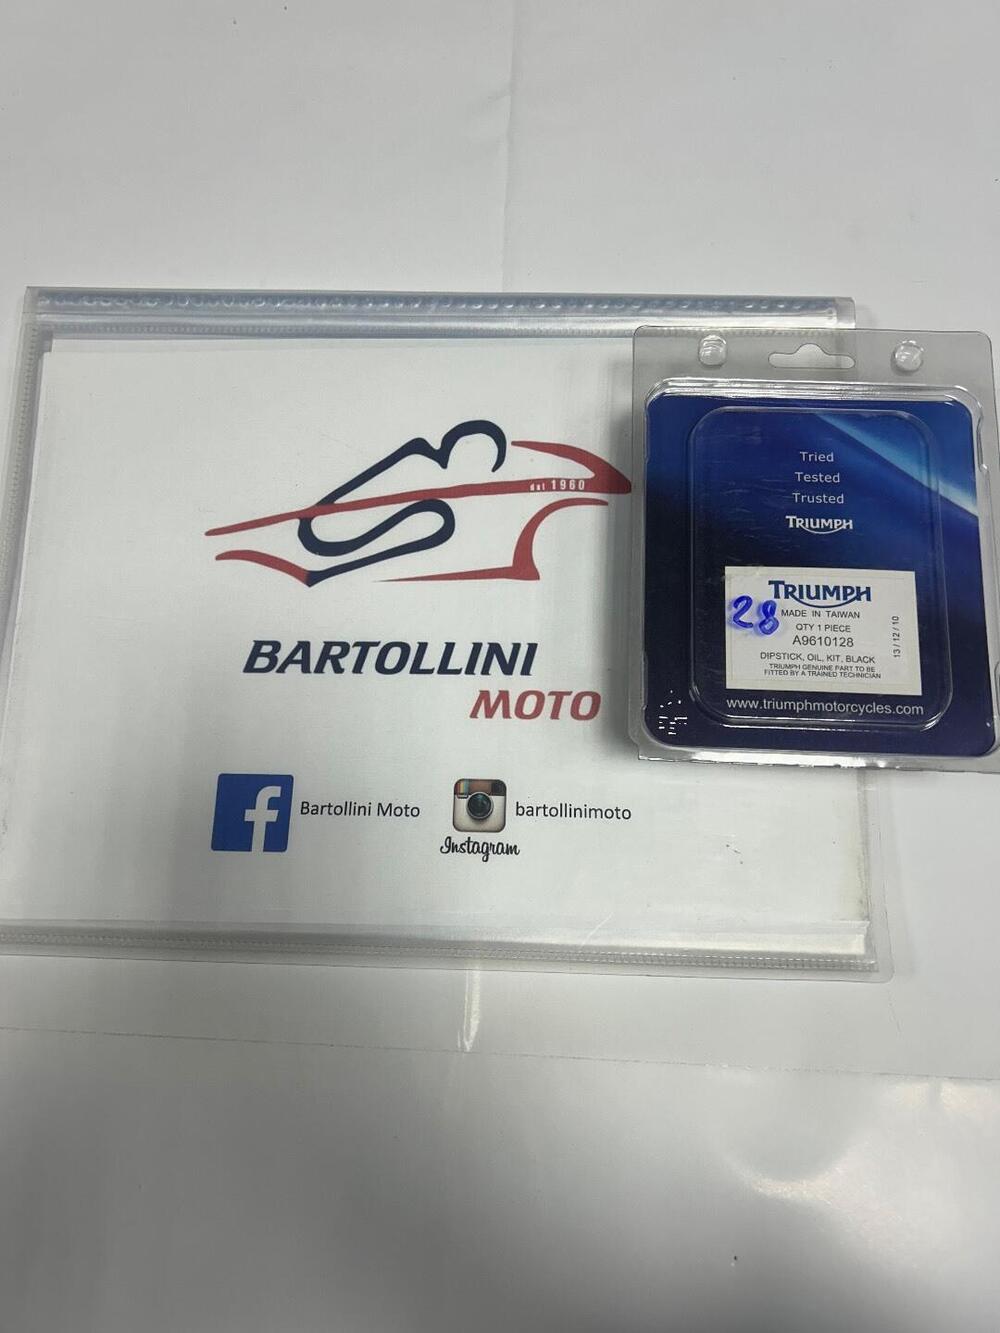 dal 1960
BARTOLLINI
MOTO
Bartollini Moto
bartollinimoto
Instagram
Tried
Tested
Trusted
TRIUMPH
TRIUMPH
28
MADE IN TAIWAN
QTY 1 PIECE
A9610128
DIPSTICK, OIL, KIT, BLACK
TRIUMPH GENUINE PART TO BE
FITTED BY A TRAINED TECHNICIAN
13 / 12 / 10
www.triumphmotorcycles.com